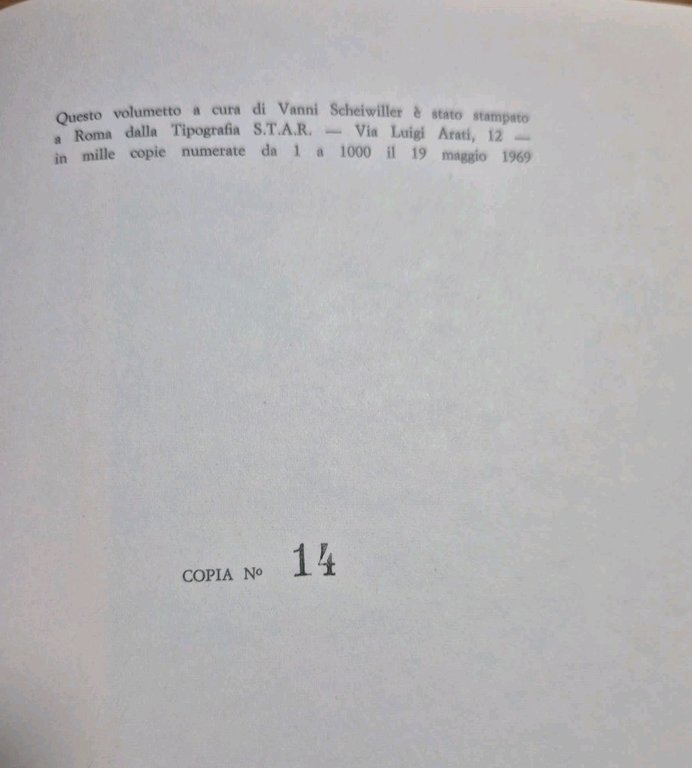 Questo volumetto a cura di Vanni Scheiwiller è stato stampato
a Roma dalla Tipografia S.T.A.R. — Via Luigi Arati, 12 —
in mille copie numerate da 1 a 1000 il 19 maggio 1969
COPIA Nº 14